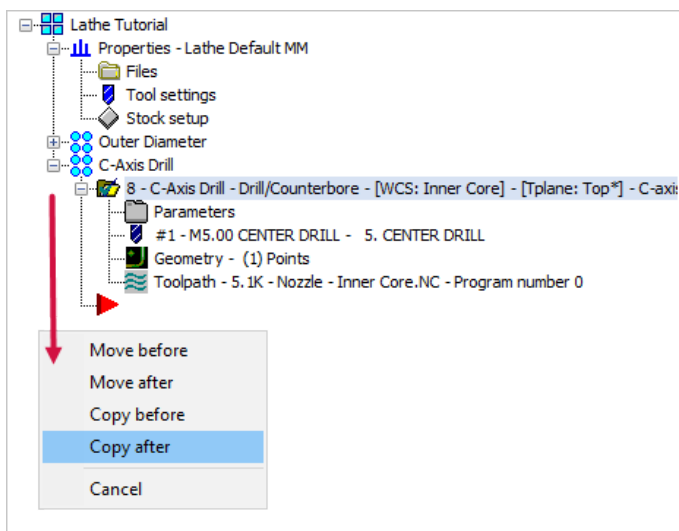 Lathe Tutorial
Properties - Lathe Default MM
Files
Tool settings
Stock setup
Outer Diameter
C-Axis Drill
8 - C-Axis Drill - Drill/Counterbore - [WCS: Inner Core] - [Tplane: Top*] - C-axis
Parameters
#1 - M5.00 CENTER DRILL - 5. CENTER DRILL
Geometry - (1) Points
Toolpath - 5.1K - Nozzle - Inner Core.NC - Program number 0
Move before
Move after
Copy before
Copy after
Cancel